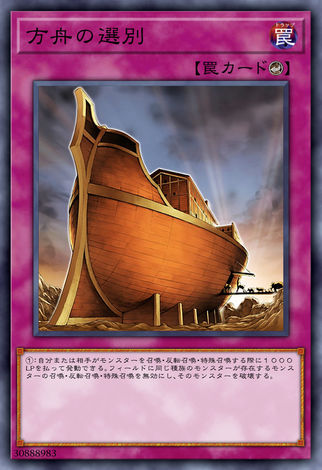 方舟の選別
トラップ
罠
【罠カード】
①:自分または相手がモンスターを召喚・反転召喚・特殊召喚する際に1000
LPを払って発動できる。フィールドに同じ種族のモンスターが存在するモンス
ターの召喚・反転召喚・特殊召喚を無効にし、そのモンスターを破壊する。
30888983